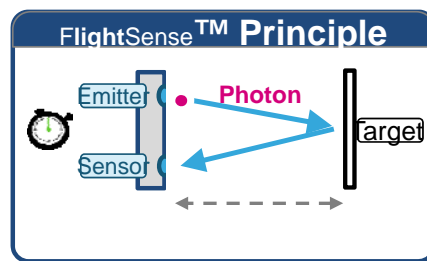 FlightSense™ Principle
Emitter
Photon
Target
Sensor